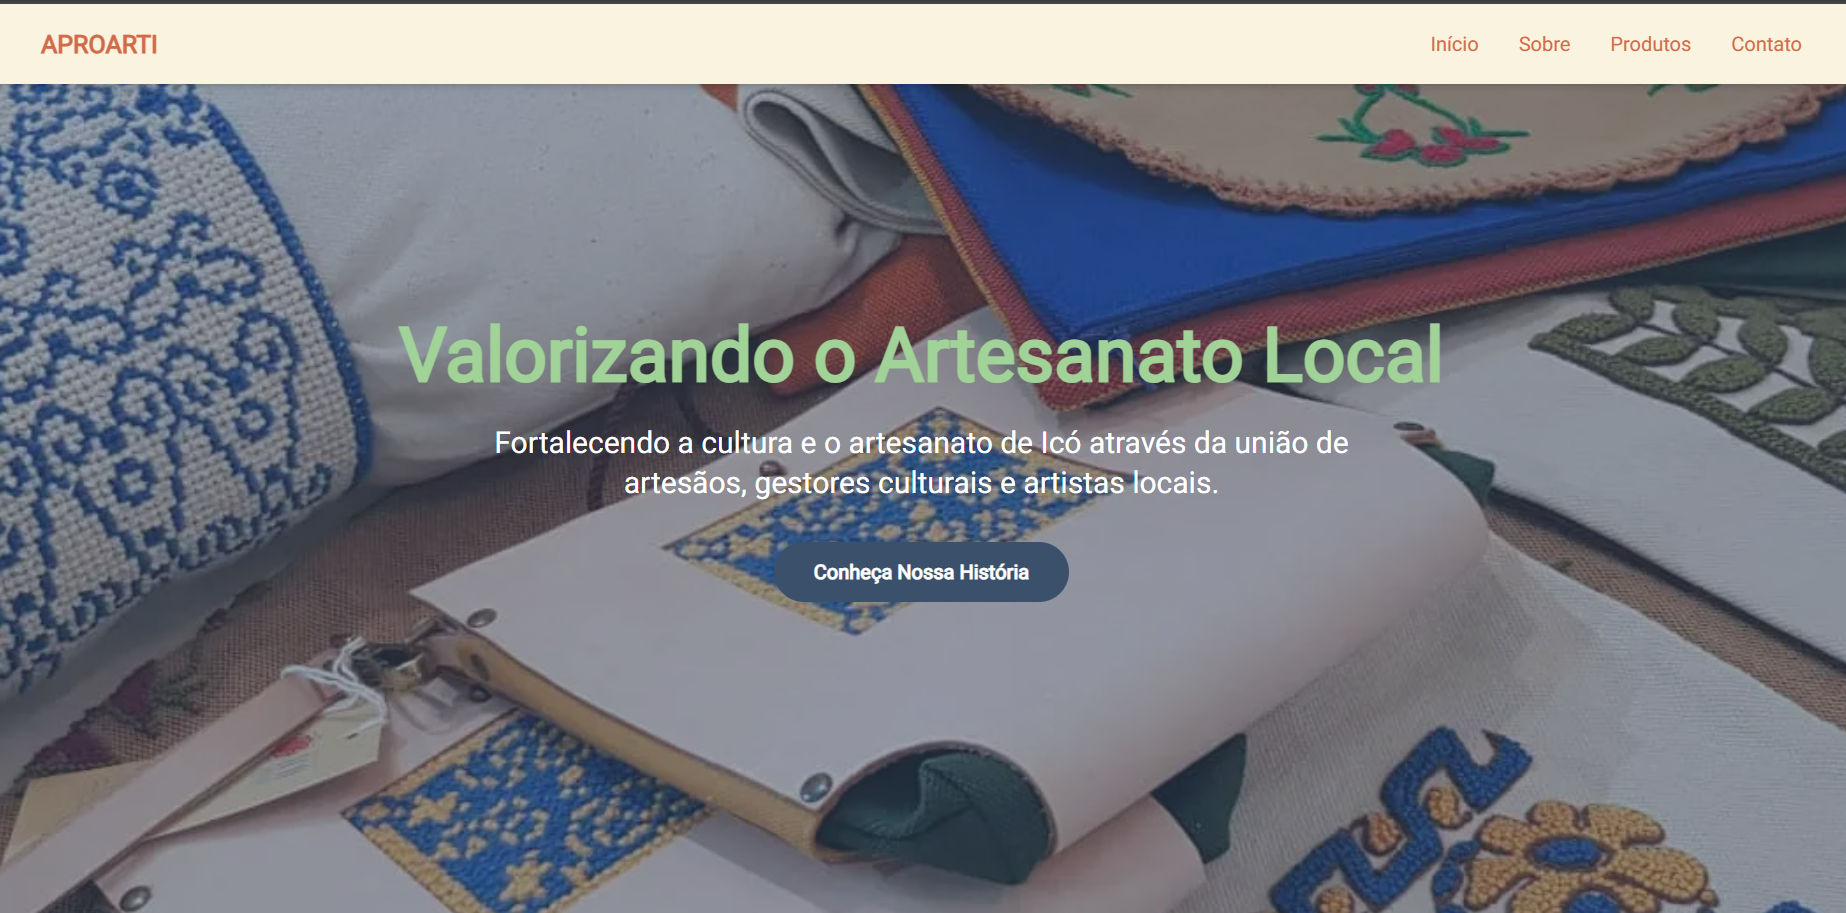 APROARTI
Início Sobre Produtos Contato
Valorizando o Artesanato Local
Fortalecendo a cultura e o artesanato de Icó através da união de
artesãos, gestores culturais e artistas locais.
Conheça Nossa História